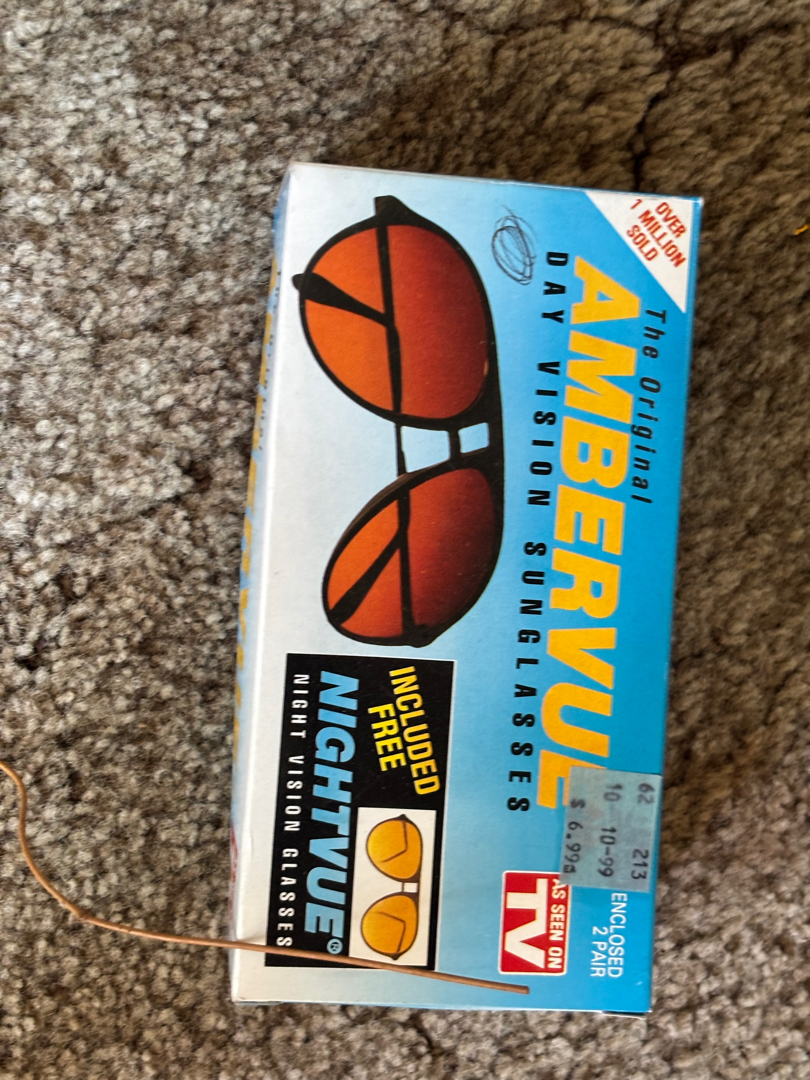 OVER
1 MILLION
SOLD
The Original
AMBERVUE
DAY VISION SUNGLASSES
62 213
10 10-99
$ 6.99
ENCLOSED
2 PAIR
AS SEEN ON
TV
INCLUDED
FREE
NIGHTVUE®
NIGHT VISION GLASSES